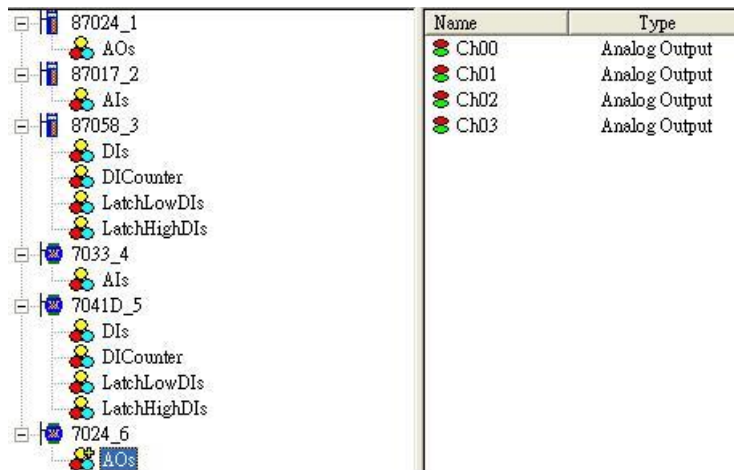 87024_1
AOs
87017_2
AIs
87058_3
DIs
DICounter
LatchLowDIs
LatchHighDIs
7033_4
AIs
7041D_5
DIs
DICounter
LatchLowDIs
LatchHighDIs
7024_6
AOs
Name Type
Ch00 Analog Output
Ch01 Analog Output
Ch02 Analog Output
Ch03 Analog Output